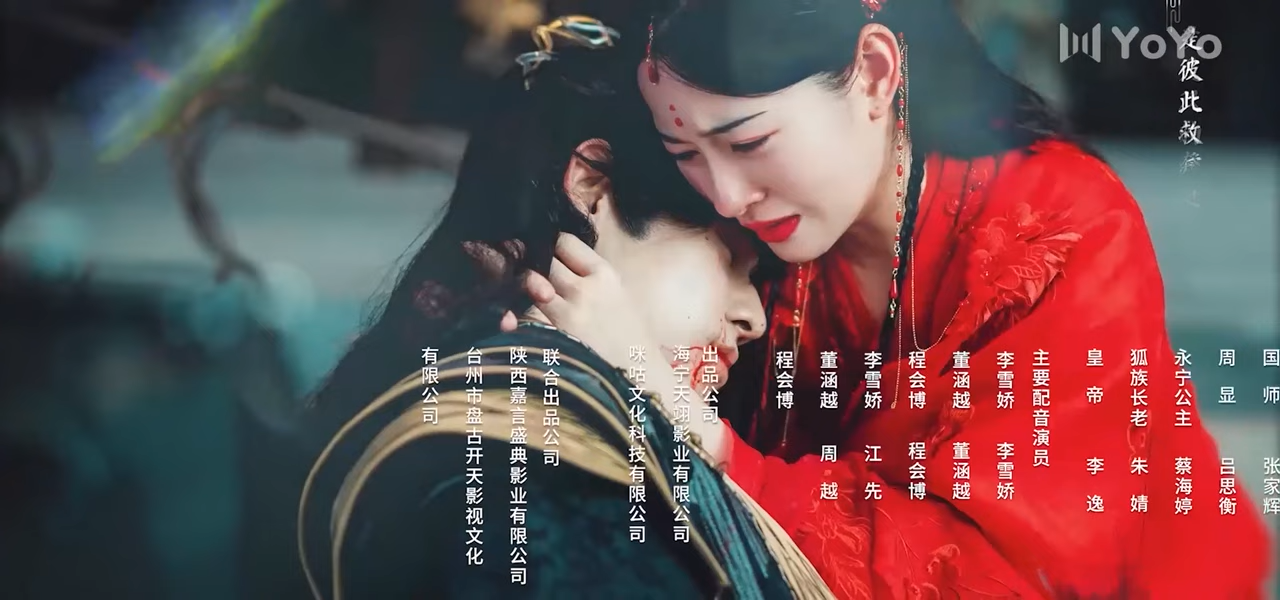 YoYo
彼此救
国师 张家辉
周显 吕思衡
永宁公主 蔡海婷
狐族长老 朱婧
皇帝 李逸
主要配音演员
李雪娇 李雪娇
董涵越 董涵越
程会博 程会博
李雪娇 江先
董涵越 周越
程会博
出品公司
海宁天翊影业有限公司
咪咕文化科技有限公司
联合出品公司
陕西嘉言盛典影业有限公司
台州市盘古开天影视文化
有限公司